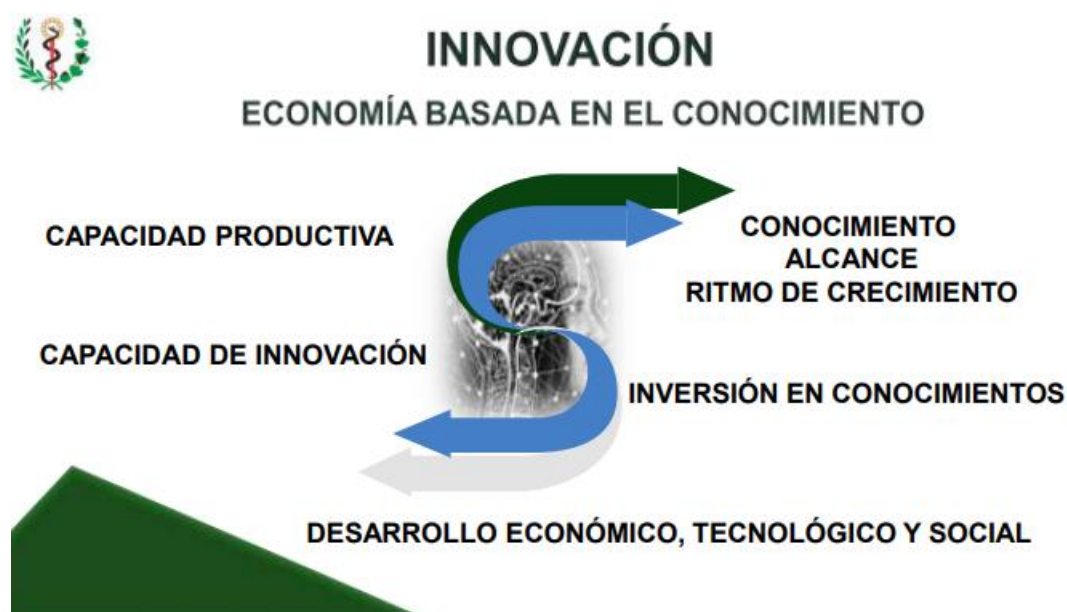 INNOVACIÓN
ECONOMÍA BASADA EN EL CONOCIMIENTO
CAPACIDAD PRODUCTIVA
CONOCIMIENTO
ALCANCE
RITMO DE CRECIMIENTO
CAPACIDAD DE INNOVACIÓN
INVERSIÓN EN CONOCIMIENTOS
DESARROLLO ECONÓMICO, TECNOLÓGICO Y SOCIAL